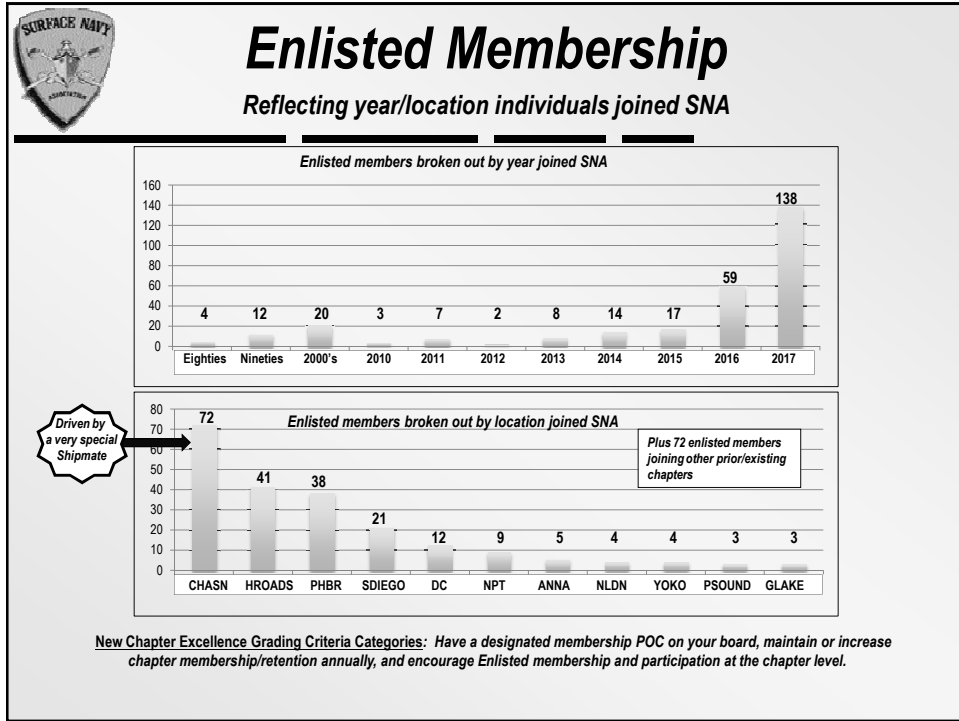 SURFACE NAVY
ASSOCIATION
Enlisted Membership
Reflecting year/location individuals joined SNA
Enlisted members broken out by year joined SNA
160
140
120
100
80
60
40
20
0
4 12 20 3 7 2 8 14 17 59 138
Eighties Nineties 2000's 2010 2011 2012 2013 2014 2015 2016 2017
Driven by
a very special
Shipmate
Enlisted members broken out by location joined SNA
Plus 72 enlisted members
joining other prior/existing
chapters
80
70
60
50
40
30
20
10
0
72 41 38 21 12 9 5 4 4 3 3
CHASN HROADS PHBR SDIEGO DC NPT ANNA NLDN YOKO PSOUND GLAKE
New Chapter Excellence Grading Criteria Categories: Have a designated membership POC on your board, maintain or increase
chapter membership/retention annually, and encourage Enlisted membership and participation at the chapter level.